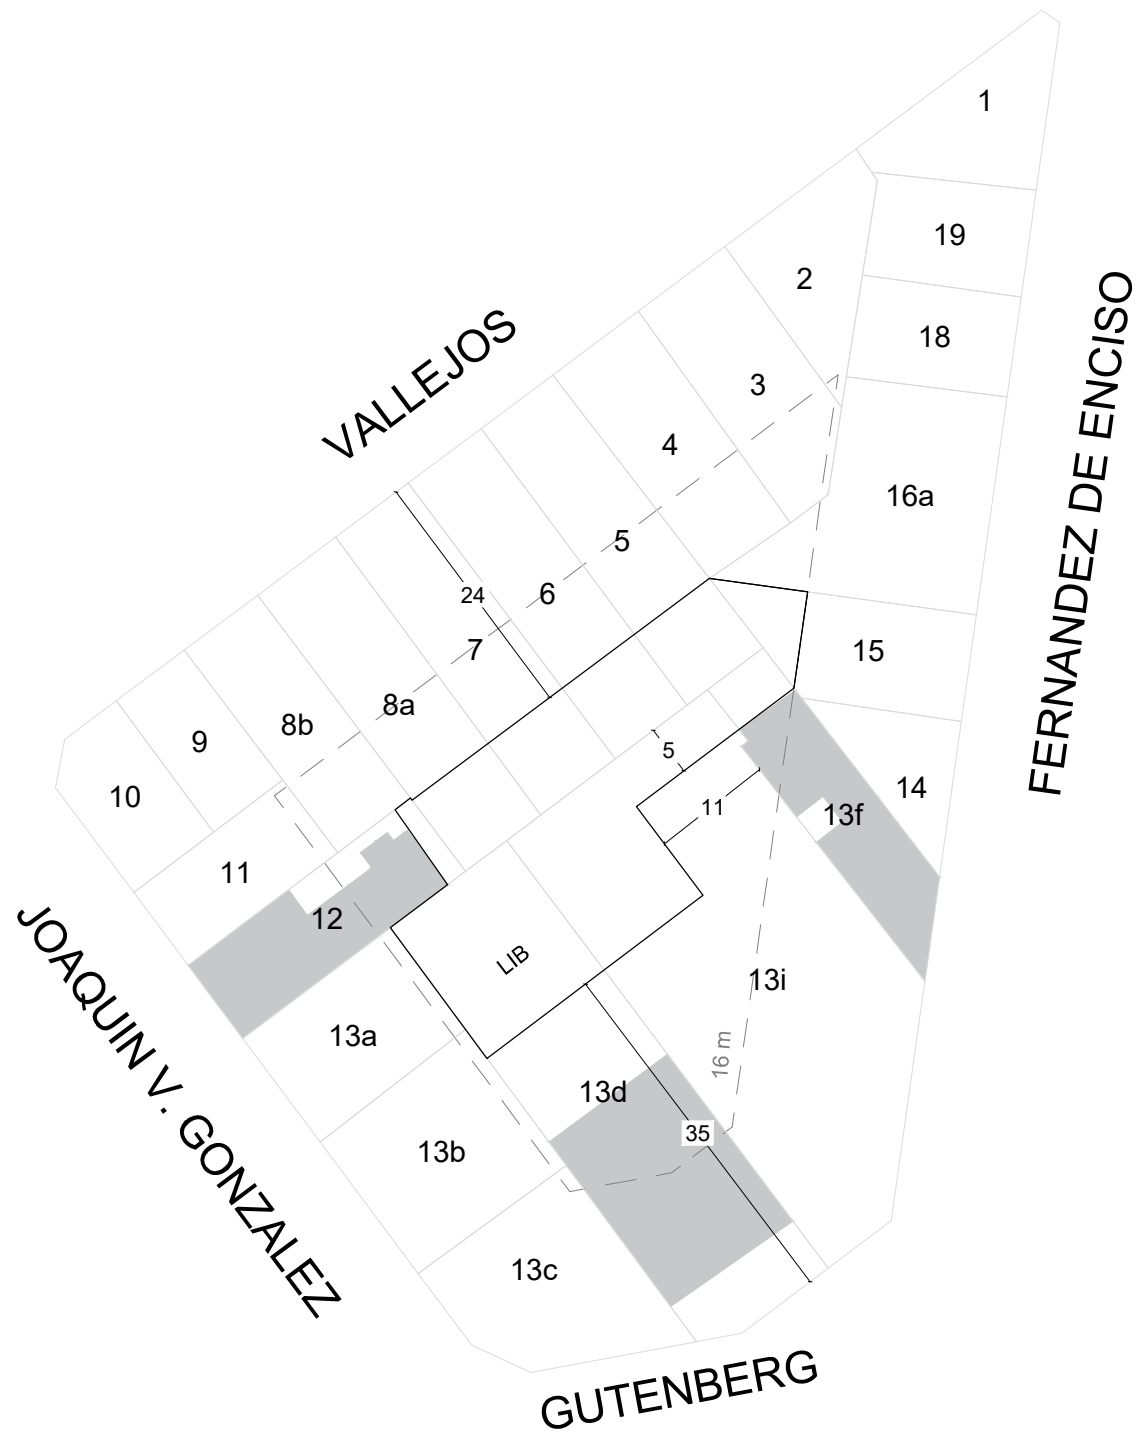 1
19
2
18
VALLEJOS
3
4
16a
FERNANDEZ DE ENCISO
5
6
24
7
15
8a
8b
9
5
10
14
11
13f
11
12
JOAQUIN V. GONZALEZ
LIB
13i
13a
16 m
13d
35
13b
13c
GUTENBERG